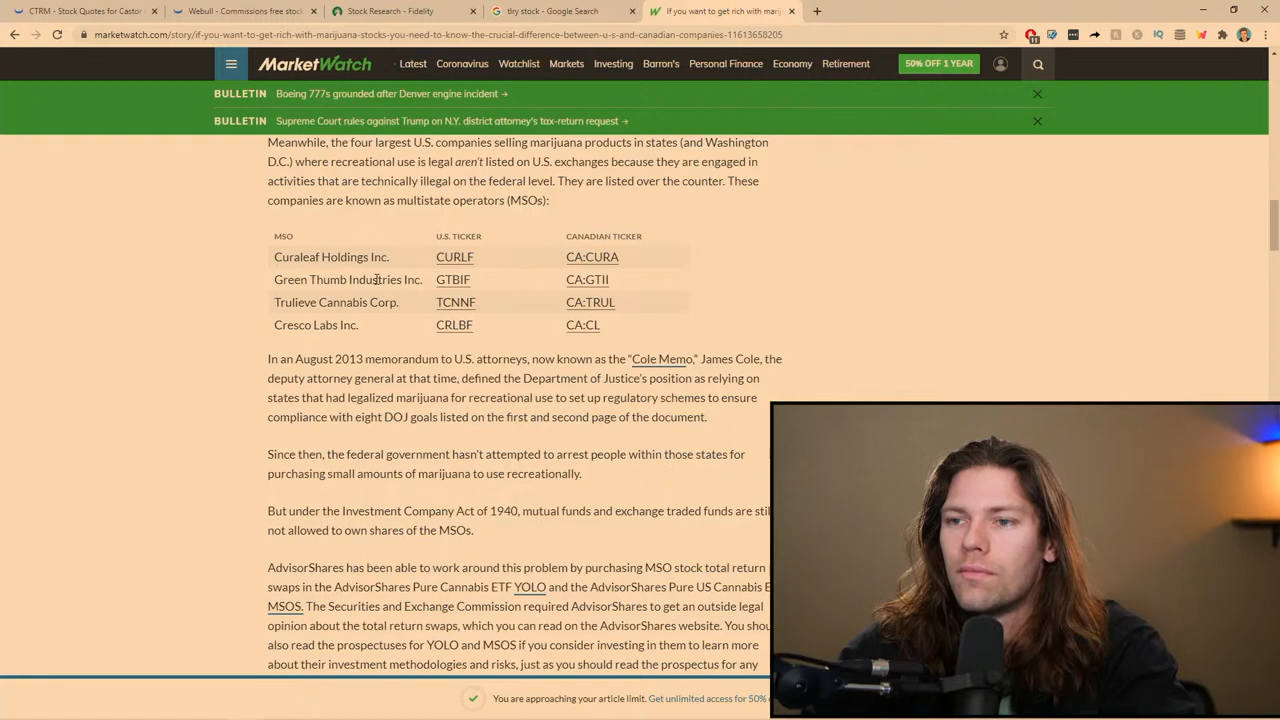 CTRM - Stock Quotes for Castor
Webull - Commissions free stock
Stock Research - Fidelity
tlry stock - Google Search
If you want to get rich with marij
marketwatch.com/story/if-you-want-to-get-rich-with-marijuana-stocks-you-need-to-know-the-crucial-difference-between-u-s-and-canadian-companies-11613658205
MarketWatch
Latest Coronavirus Watchlist Markets Investing Barron's Personal Finance Economy Retirement
50% OFF 1 YEAR
BULLETIN Boeing 777s grounded after Denver engine incident →
BULLETIN Supreme Court rules against Trump on N.Y. district attorney's tax-return request →
Meanwhile, the four largest U.S. companies selling marijuana products in states (and Washington
D.C.) where recreational use is legal aren't listed on U.S. exchanges because they are engaged in
activities that are technically illegal on the federal level. They are listed over the counter. These
companies are known as multistate operators (MSOs):
MSO U.S. TICKER CANADIAN TICKER
Curaleaf Holdings Inc. CURLF CA:CURA
Green Thumb Industries Inc. GTBIF CA:GTII
Trulieve Cannabis Corp. TCNNF CA:TRUL
Cresco Labs Inc. CRLBF CA:CL
In an August 2013 memorandum to U.S. attorneys, now known as the “Cole Memo,” James Cole, the
deputy attorney general at that time, defined the Department of Justice's position as relying on
states that had legalized marijuana for recreational use to set up regulatory schemes to ensure
compliance with eight DOJ goals listed on the first and second page of the document.
Since then, the federal government hasn't attempted to arrest people within those states for
purchasing small amounts of marijuana to use recreationally.
But under the Investment Company Act of 1940, mutual funds and exchange traded funds are stil
not allowed to own shares of the MSOs.
AdvisorShares has been able to work around this problem by purchasing MSO stock total return
swaps in the AdvisorShares Pure Cannabis ETF YOLO and the AdvisorShares Pure US Cannabis E
MSOS. The Securities and Exchange Commission required AdvisorShares to get an outside legal
opinion about the total return swaps, which you can read on the AdvisorShares website. You shou
also read the prospectuses for YOLO and MSOS if you consider investing in them to learn more
about their investment methodologies and risks, just as you should read the prospectus for any
You are approaching your article limit. Get unlimited access for 50%